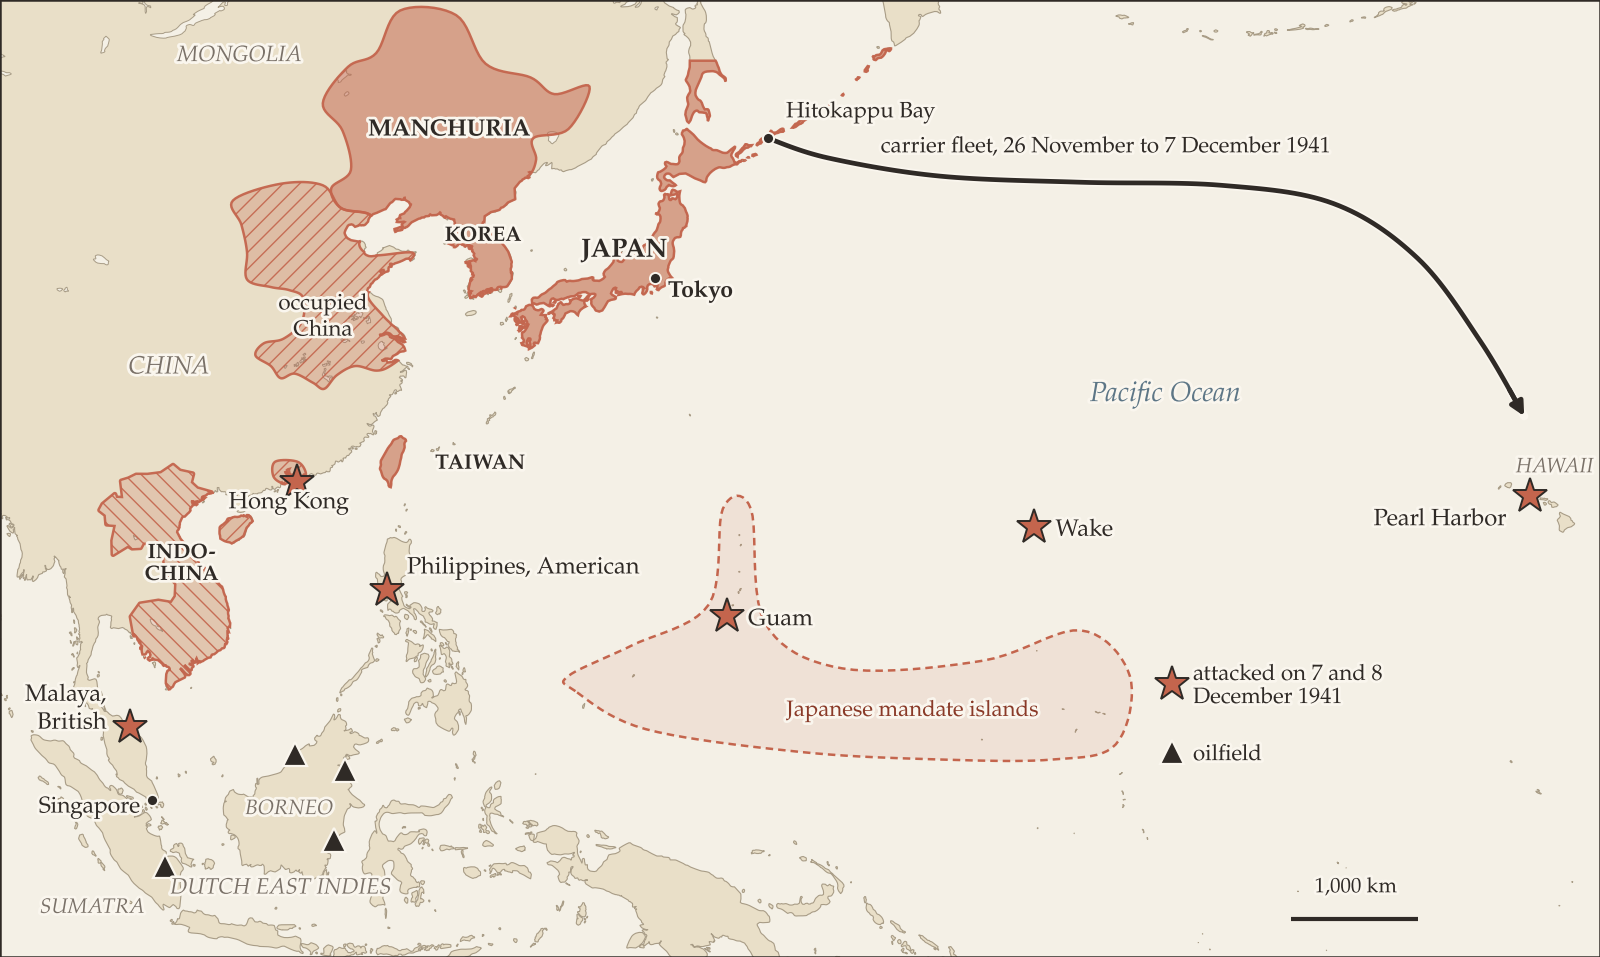 MONGOLIA
MANCHURIA
Hitokappu Bay
carrier fleet, 26 November to 7 December 1941
KOREA
JAPAN
Tokyo
occupied
China
CHINA
Pacific Ocean
TAIWAN
HAWAII
Hong Kong
Pearl Harbor
Wake
INDO-
CHINA
Philippines, American
Guam
attacked on 7 and 8
December 1941
Malaya,
British
Japanese mandate islands
oilfield
Singapore
BORNEO
DUTCH EAST INDIES
SUMATRA
1,000 km